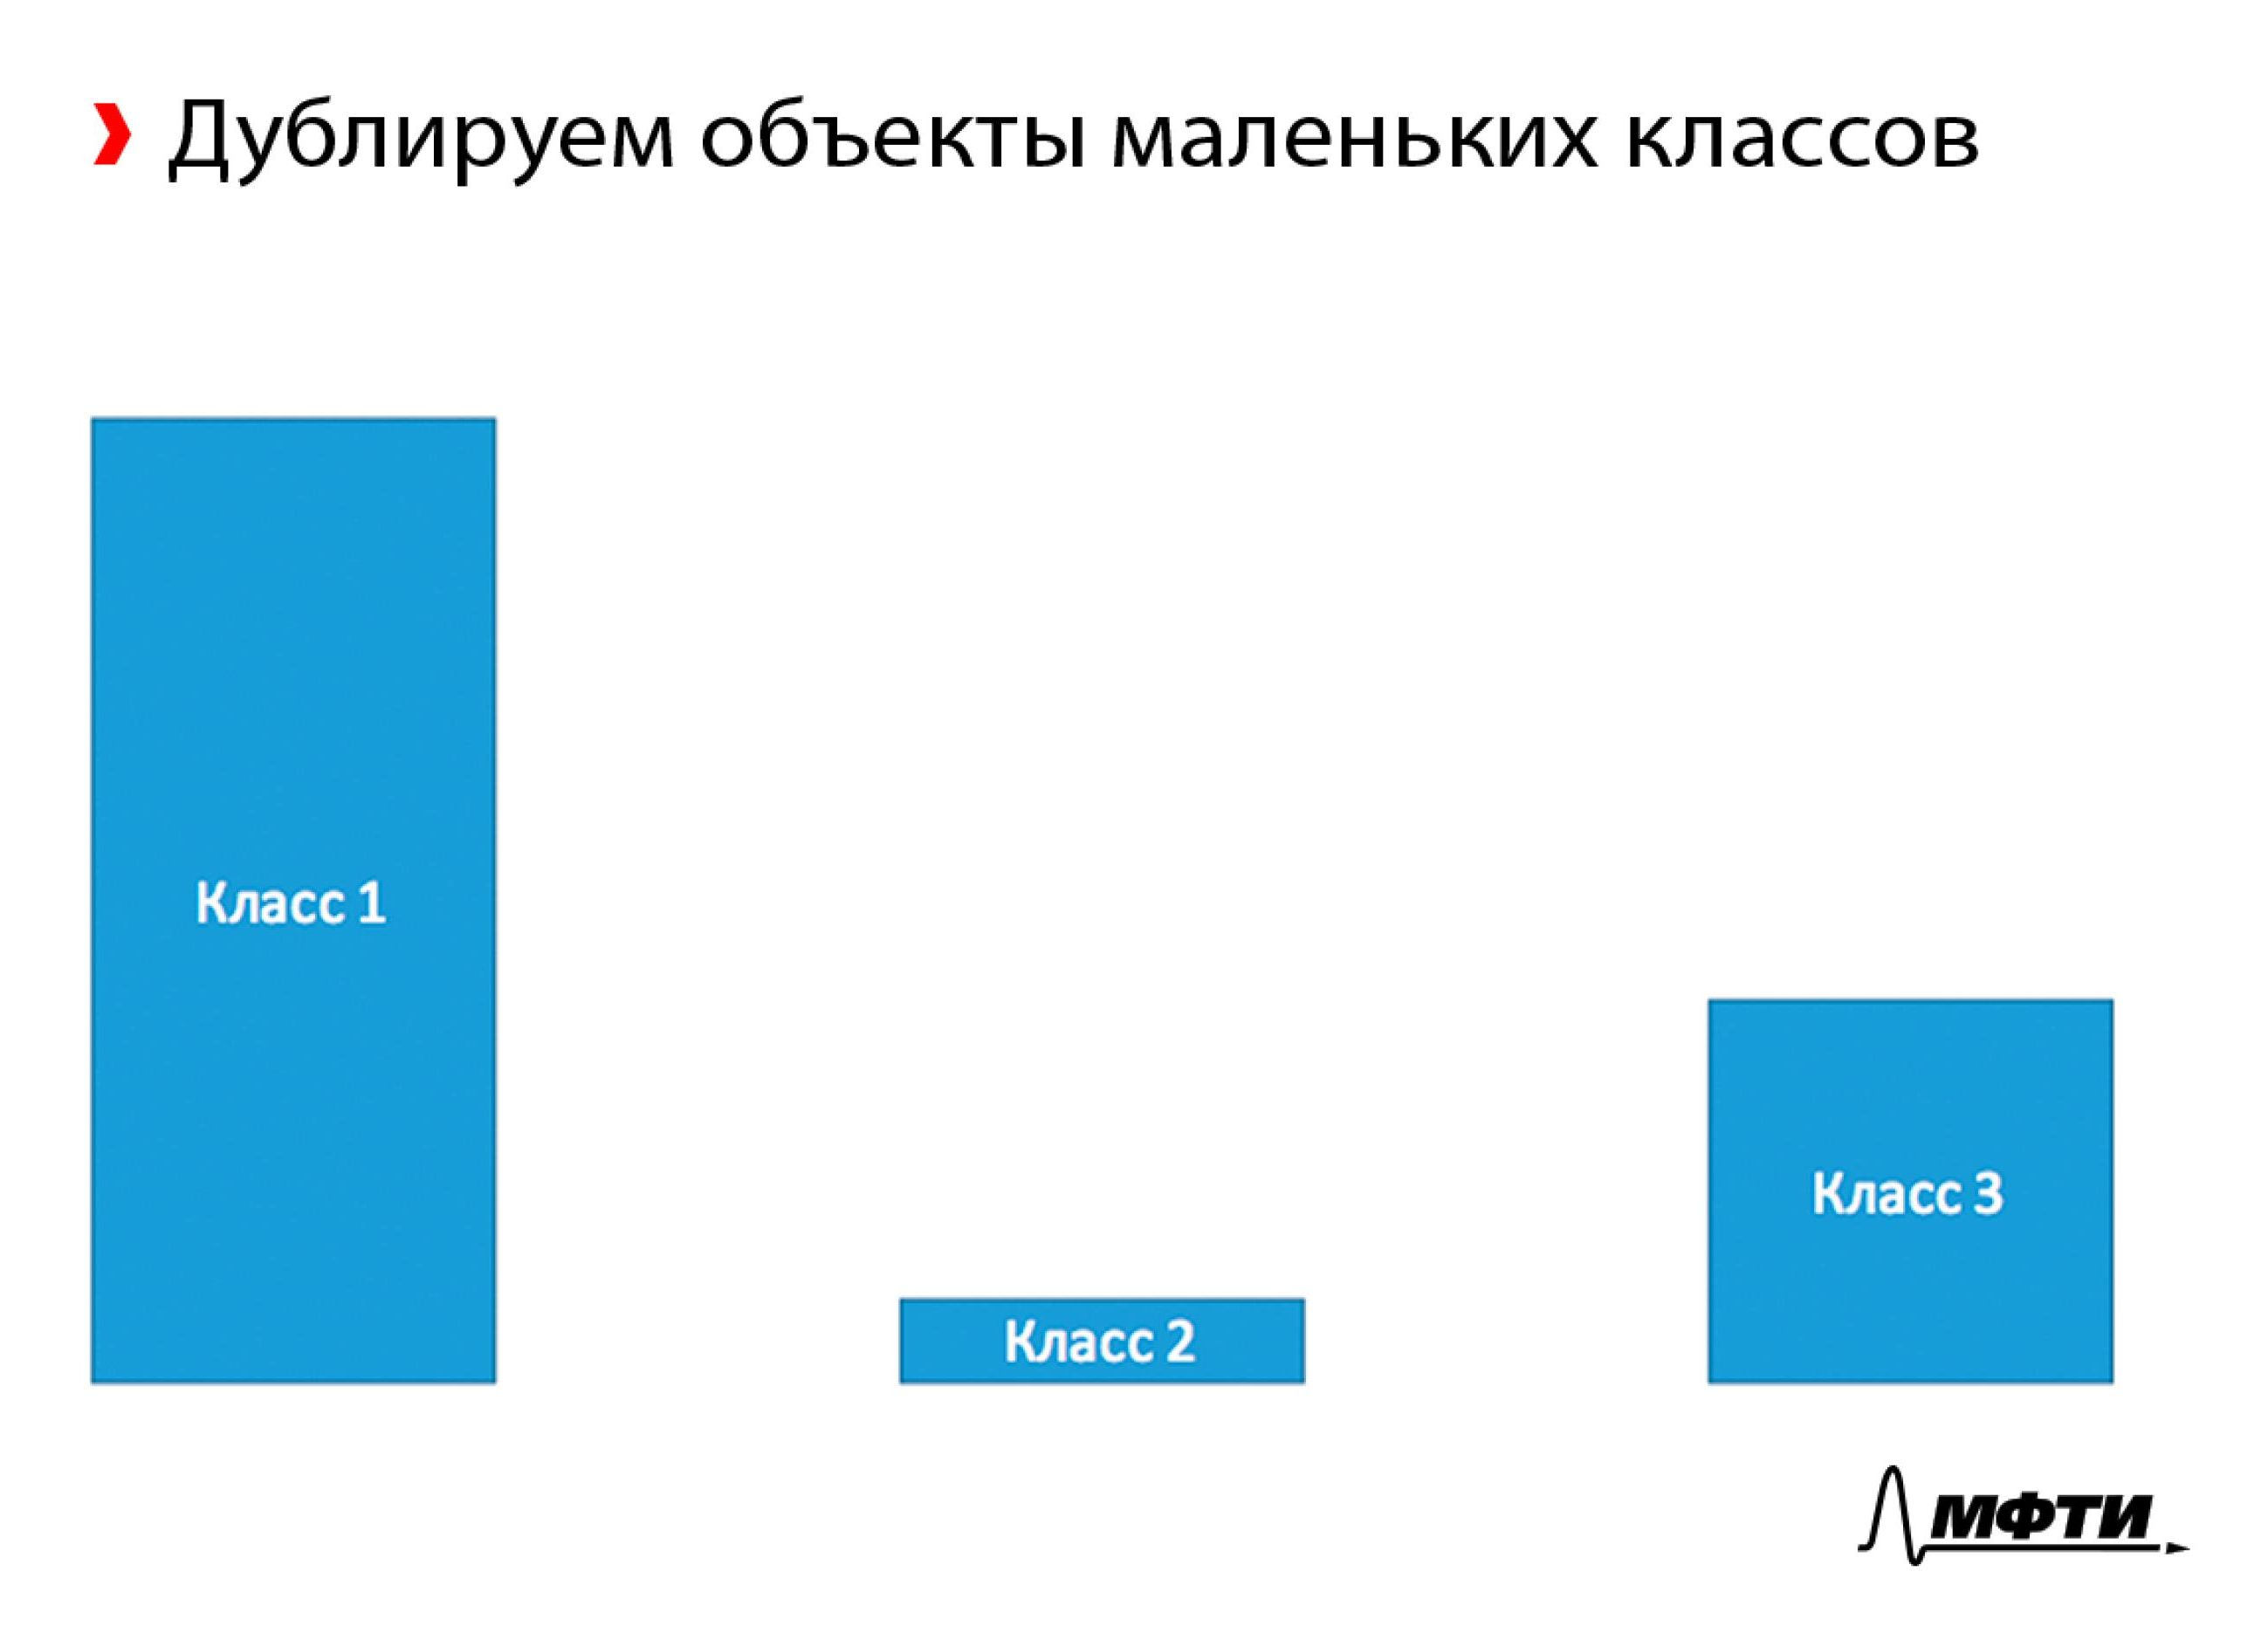 Дублируем объекты маленьких классов
Класс 1
Класс 2
Класс 3
МФТИ